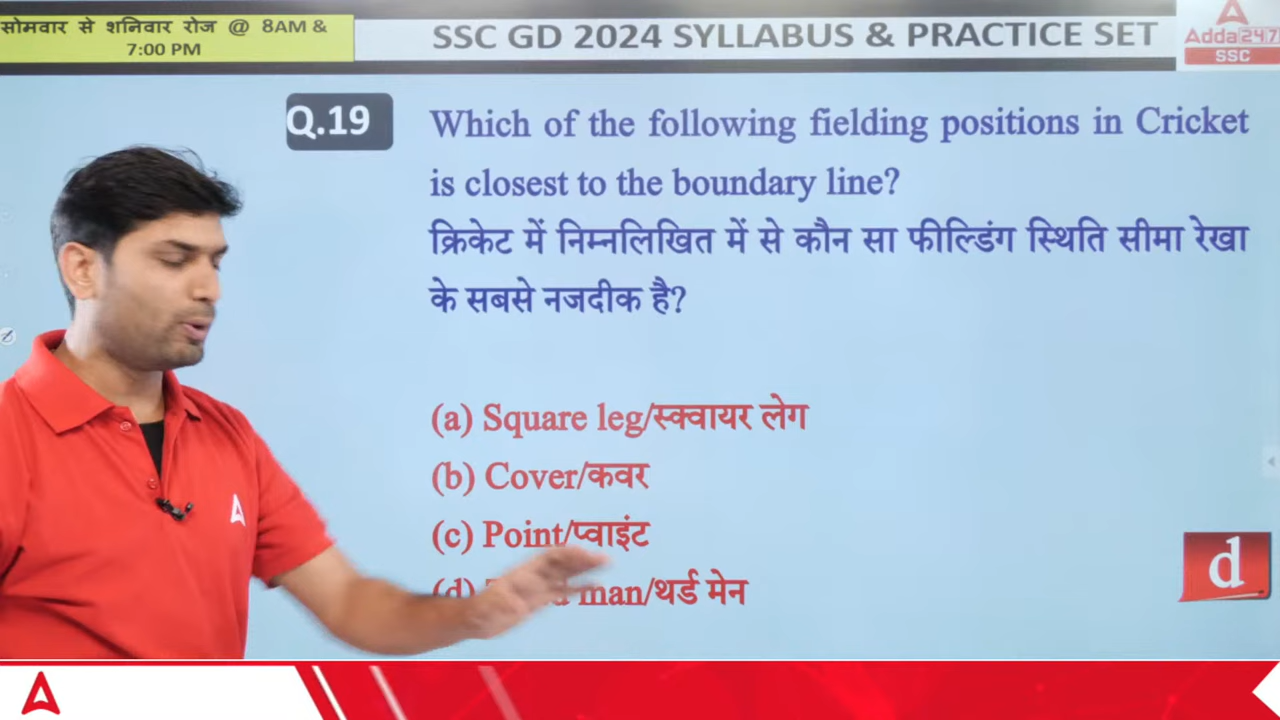 सोमवार से शनिवार रोज @ 8AM &
7:00 PM
SSC GD 2024 SYLLABUS & PRACTICE SET
Adda247
SSC
Q.19
Which of the following fielding positions in Cricket
is closest to the boundary line?
क्रिकेट में निम्नलिखित में से कौन सा फील्डिंग स्थिति सीमा रेखा
के सबसे नजदीक है?
(a) Square leg/स्क्वायर लेग
(b) Cover/कवर
(c) Point/प्वाइंट
(d) man/थर्ड मेन
d